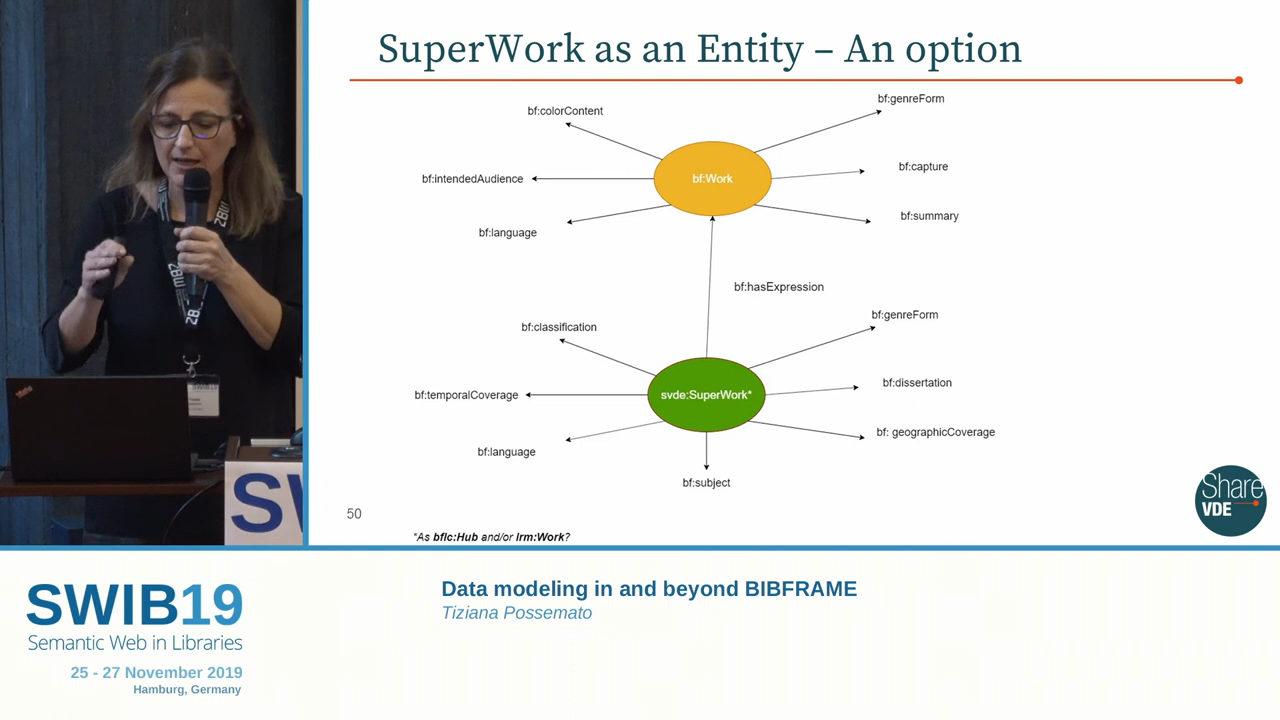 SuperWork as an Entity – An option
bf:genreForm
bf:colorContent
bf:capture
bf:Work
bf:intendedAudience
bf:summary
bf:language
bf:hasExpression
bf:genreForm
bf:classification
bf:dissertation
svde:SuperWork*
bf:temporalCoverage
bf: geographicCoverage
bf:language
bf:subject
Share
VDE
50
*As bflc:Hub and/or lrm:Work?
SW
SWIB19
Semantic Web in Libraries
25 - 27 November 2019
Hamburg, Germany
Data modeling in and beyond BIBFRAME
Tiziana Possemato